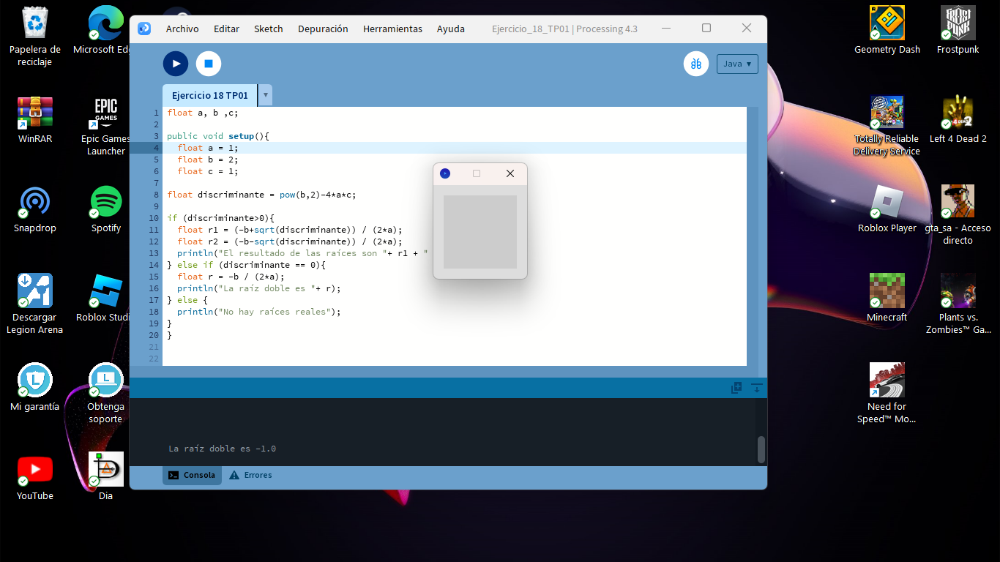 Papelera de
reciclaje
Microsoft Ed
WinRAR
EPIC
GAMES
Epic Games
Launcher
Snapdrop
Spotify
Descargar
Legion Arena
Roblox Studi
Mi garantía
Obtenga
soporte
YouTube
Dia
Archivo
Editar
Sketch
Depuración
Herramientas
Ayuda
Ejercicio_18_TP01 | Processing 4.3
Java ▾
Ejercicio 18 TP01
▾
1 float a, b ,c;
2
3 public void setup(){
4 float a = 1;
5 float b = 2;
6 float c = 1;
7
8 float discriminante = pow(b,2)-4*a*c;
9
10 if (discriminante>0){
11 float r1 = (-b+sqrt(discriminante)) / (2*a);
12 float r2 = (-b-sqrt(discriminante)) / (2*a);
13 println("El resultado de las raíces son "+ r1 + "
14 } else if (discriminante == 0){
15 float r = -b / (2*a);
16 println("La raíz doble es "+ r);
17 } else {
18 println("No hay raíces reales");
19 }
20 }
21
22
La raíz doble es -1.0
Consola
Errores
Geometry Dash
FROST
PUNK
Frostpunk
Totally Reliable
Delivery Service
Left 4 Dead 2
Roblox Player
gta_sa - Acceso
directo
Minecraft
Plants vs.
Zombies™ Ga...
Need for
Speed™ Mo...